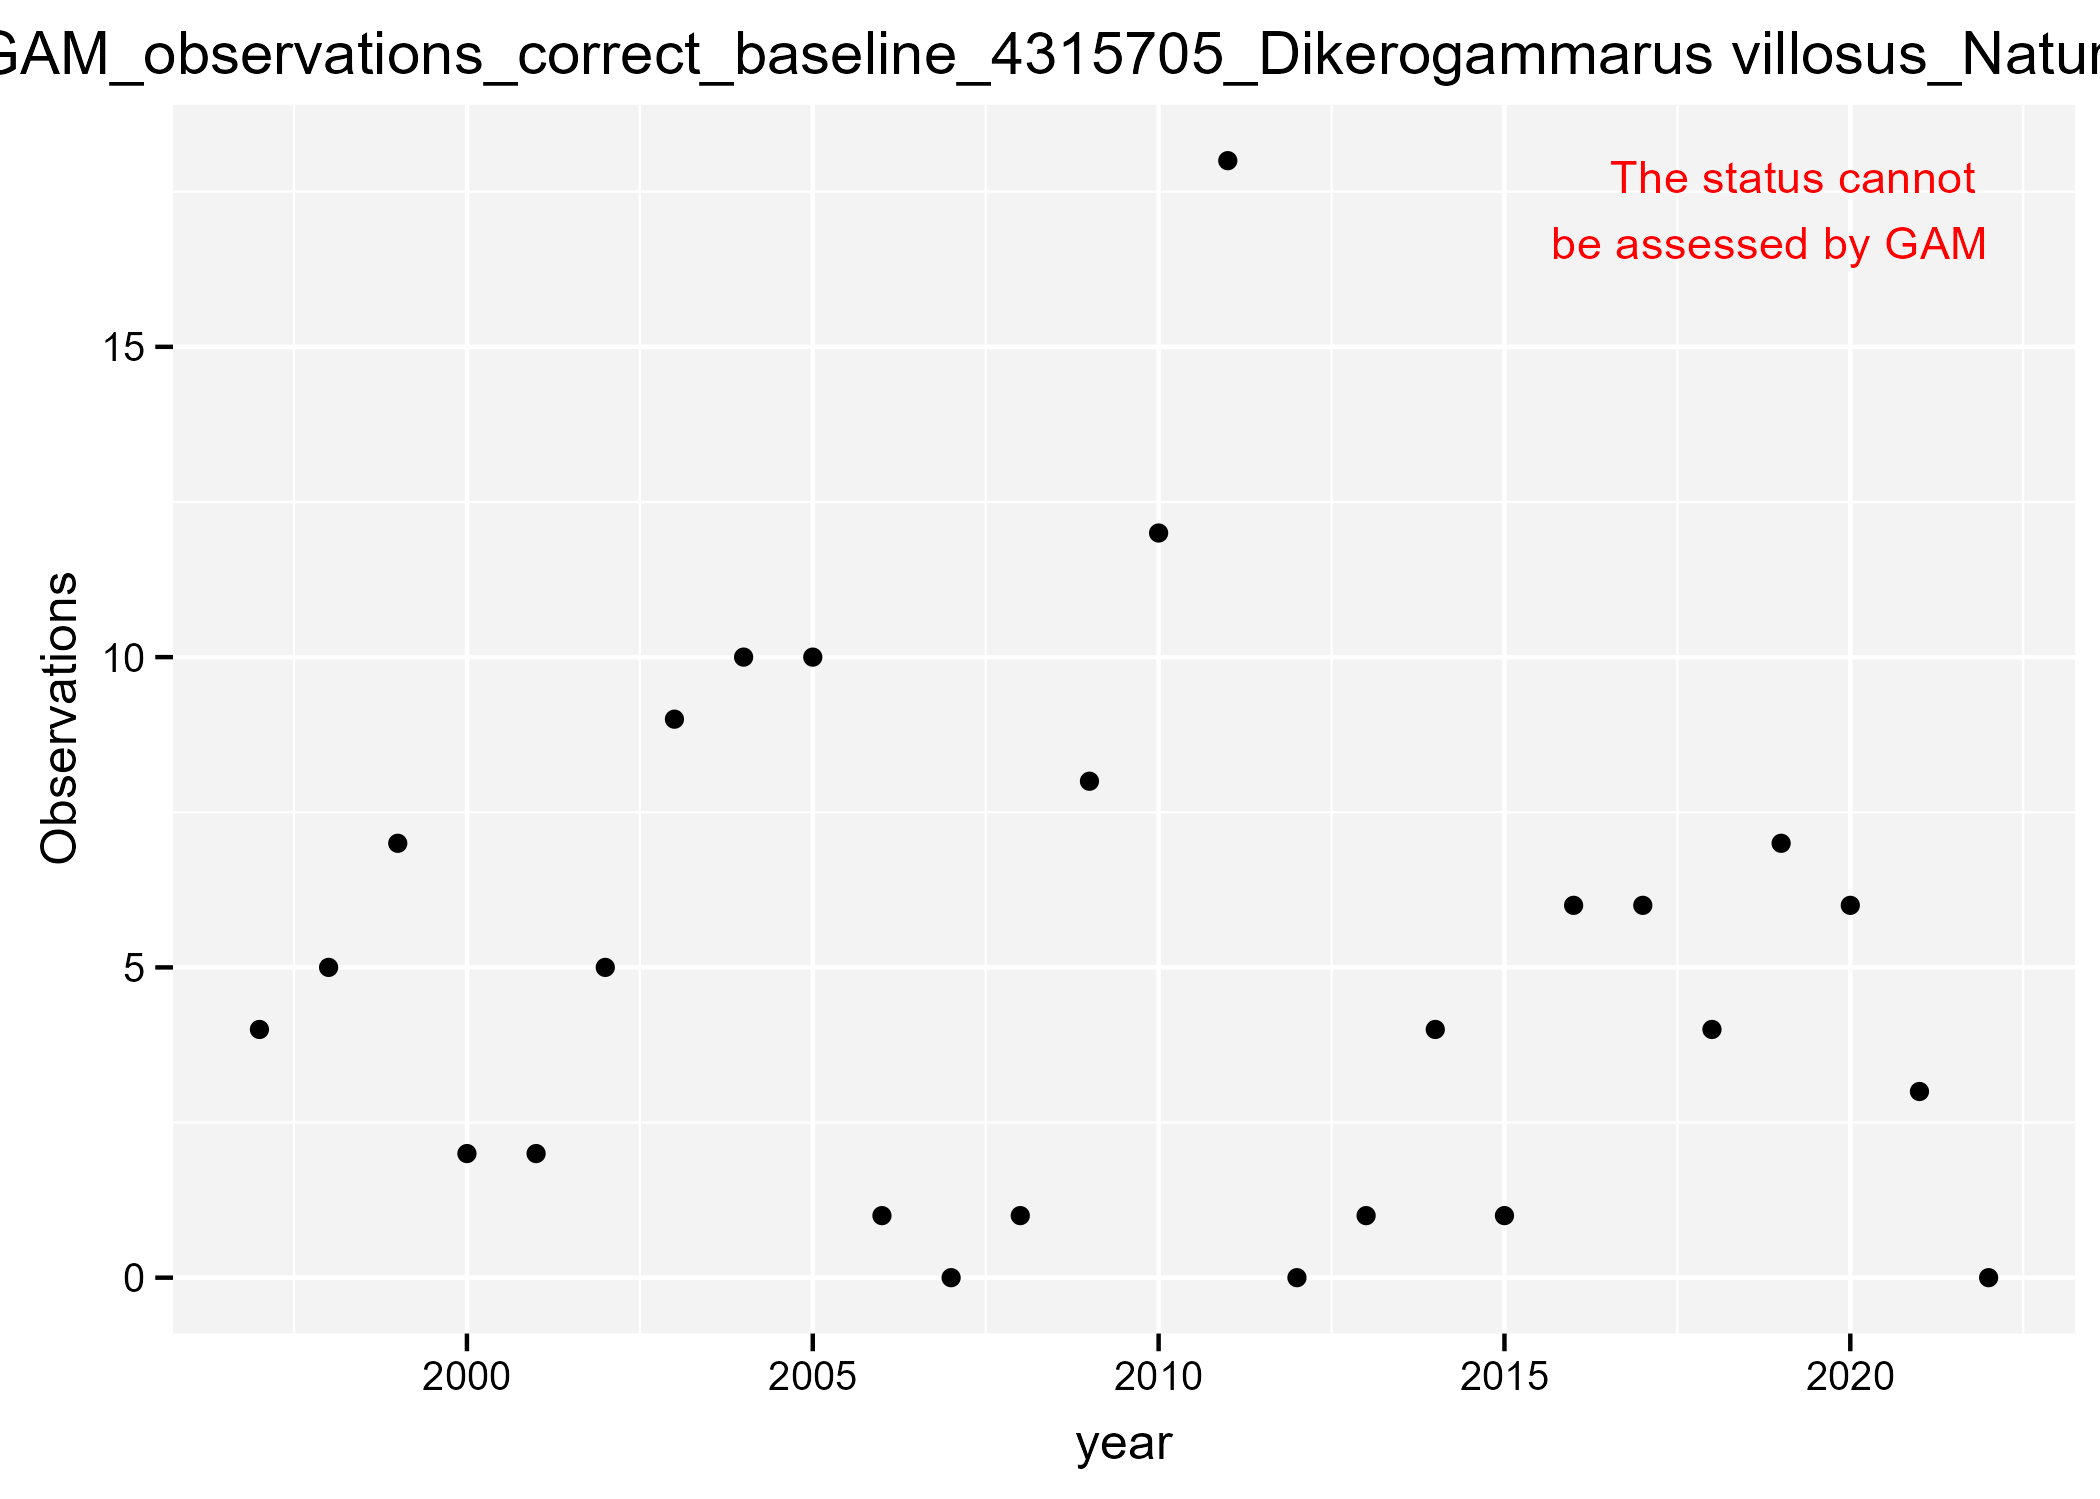 GAM_observations_correct_baseline_4315705_Dikerogammarus villosus_Natur
The status cannot
be assessed by GAM
Observations
15
10
5
0
2000 2005 2010 2015 2020
year